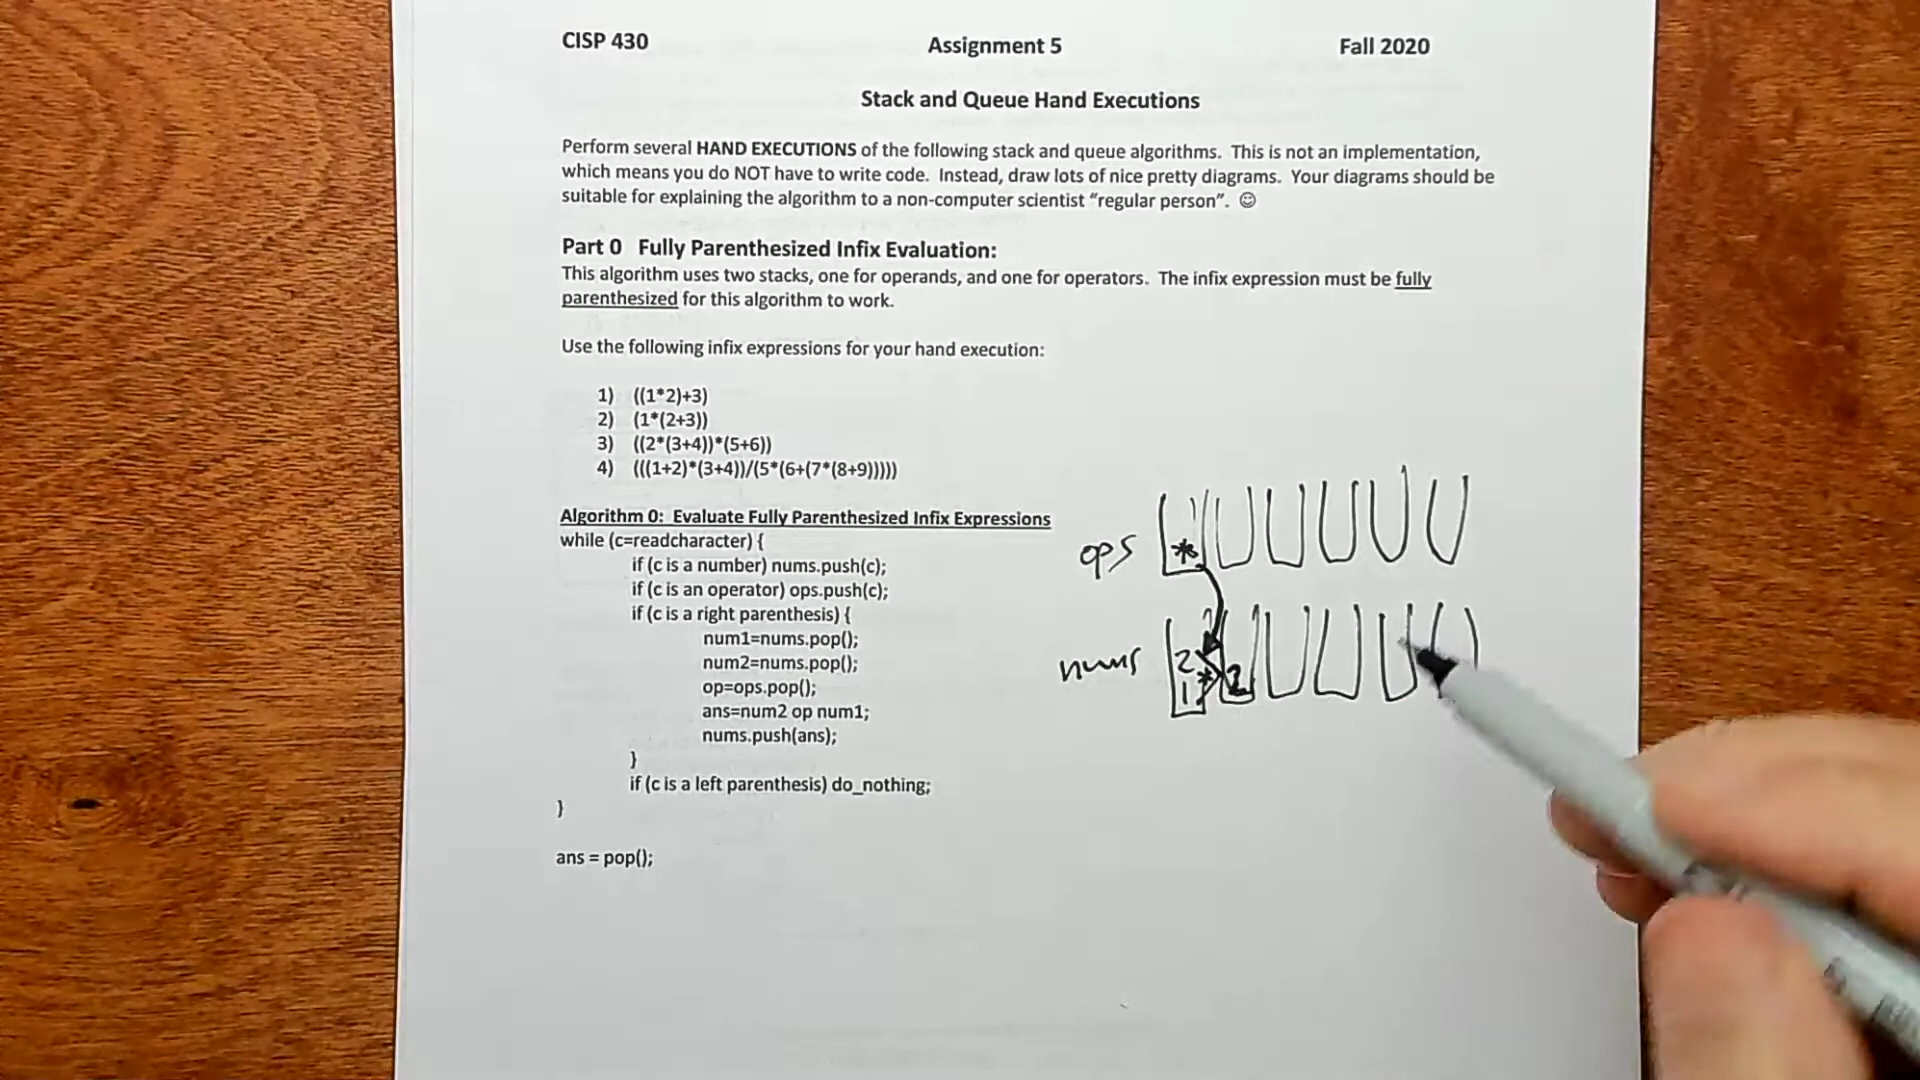 CISP 430 Assignment 5 Fall 2020
Stack and Queue Hand Executions
Perform several HAND EXECUTIONS of the following stack and queue algorithms. This is not an implementation,
which means you do NOT have to write code. Instead, draw lots of nice pretty diagrams. Your diagrams should be
suitable for explaining the algorithm to a non-computer scientist “regular person”. ☺
Part 0 Fully Parenthesized Infix Evaluation:
This algorithm uses two stacks, one for operands, and one for operators. The infix expression must be fully
parenthesized for this algorithm to work.
Use the following infix expressions for your hand execution:
1) ((1*2)+3)
2) (1*(2+3))
3) ((2*(3+4))*(5+6))
4) (((1+2)*(3+4))/(5*(6+(7*(8+9)))))
Algorithm 0: Evaluate Fully Parenthesized Infix Expressions
while (c=readcharacter) {
if (c is a number) nums.push(c);
if (c is an operator) ops.push(c);
if (c is a right parenthesis) {
num1=nums.pop();
num2=nums.pop();
op=ops.pop();
ans=num2 op num1;
nums.push(ans);
}
if (c is a left parenthesis) do_nothing;
}
ans = pop();
ops *
nums 2
1 * 2